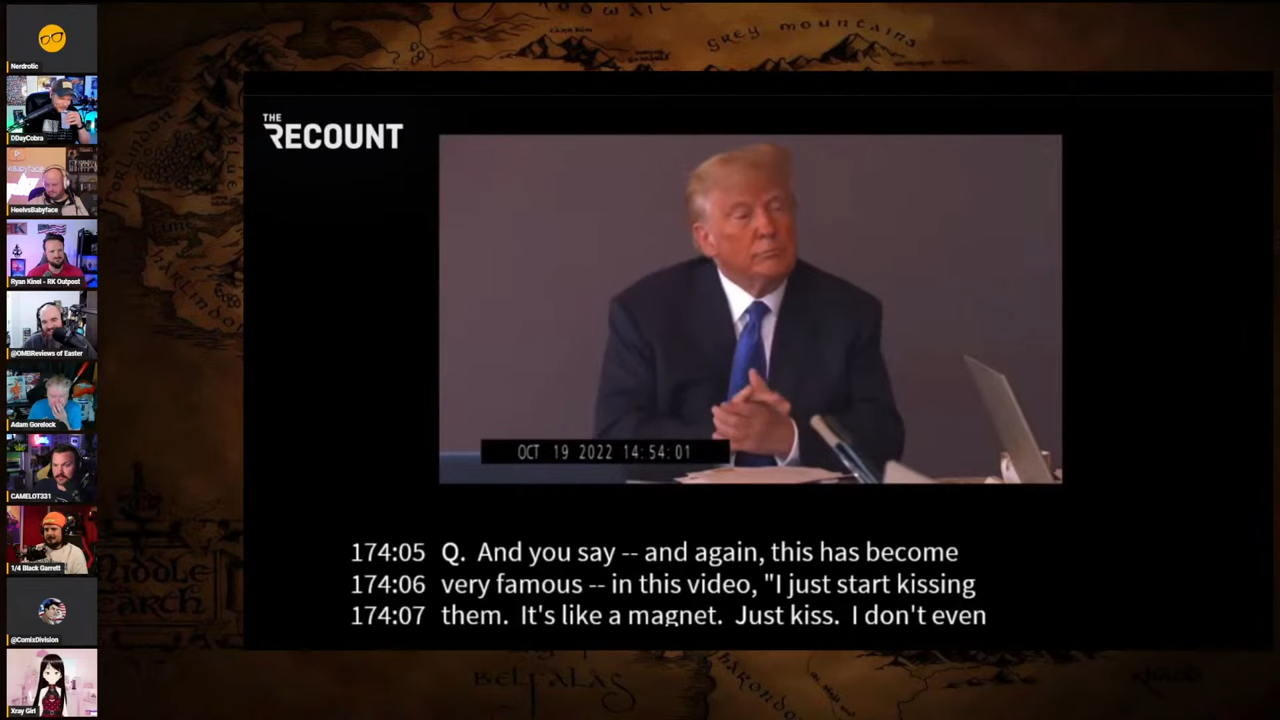 Nerdrotic
DDayCobra
HeelvsBabyface
Ryan Kinel - RK Outpost
@OMBReviews of Easter
Adam Gorelock
CAMELOT331
1/4 Black Garrett
@ComixDivision
Xray Girl
GREY MOUNTAINS
FORLINDON
HARLINDON
MIDDLE
EARTH
BELFALAS
THE
RECOUNT
OCT 19 2022 14:54:01
174:05 Q. And you say -- and again, this has become
174:06 very famous -- in this video, "I just start kissing
174:07 them. It's like a magnet. Just kiss. I don't even